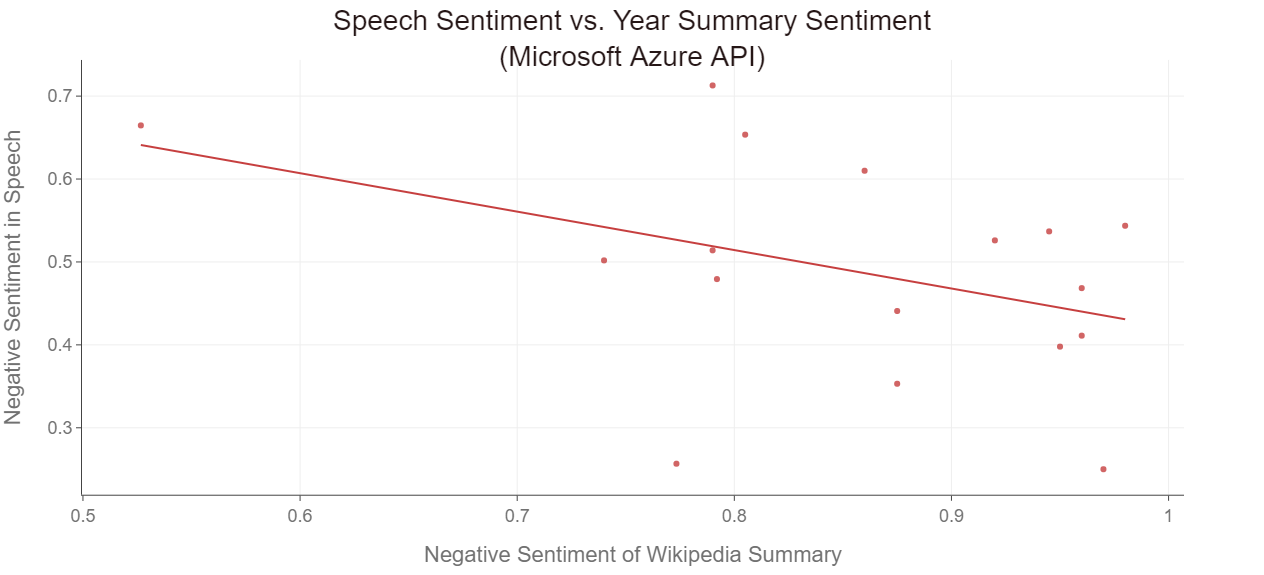 Speech Sentiment vs. Year Summary Sentiment
(Microsoft Azure API)
Negative Sentiment in Speech
0.7
0.6
0.5
0.4
0.3
0.5
0.6
0.7
0.8
0.9
1
Negative Sentiment of Wikipedia Summary